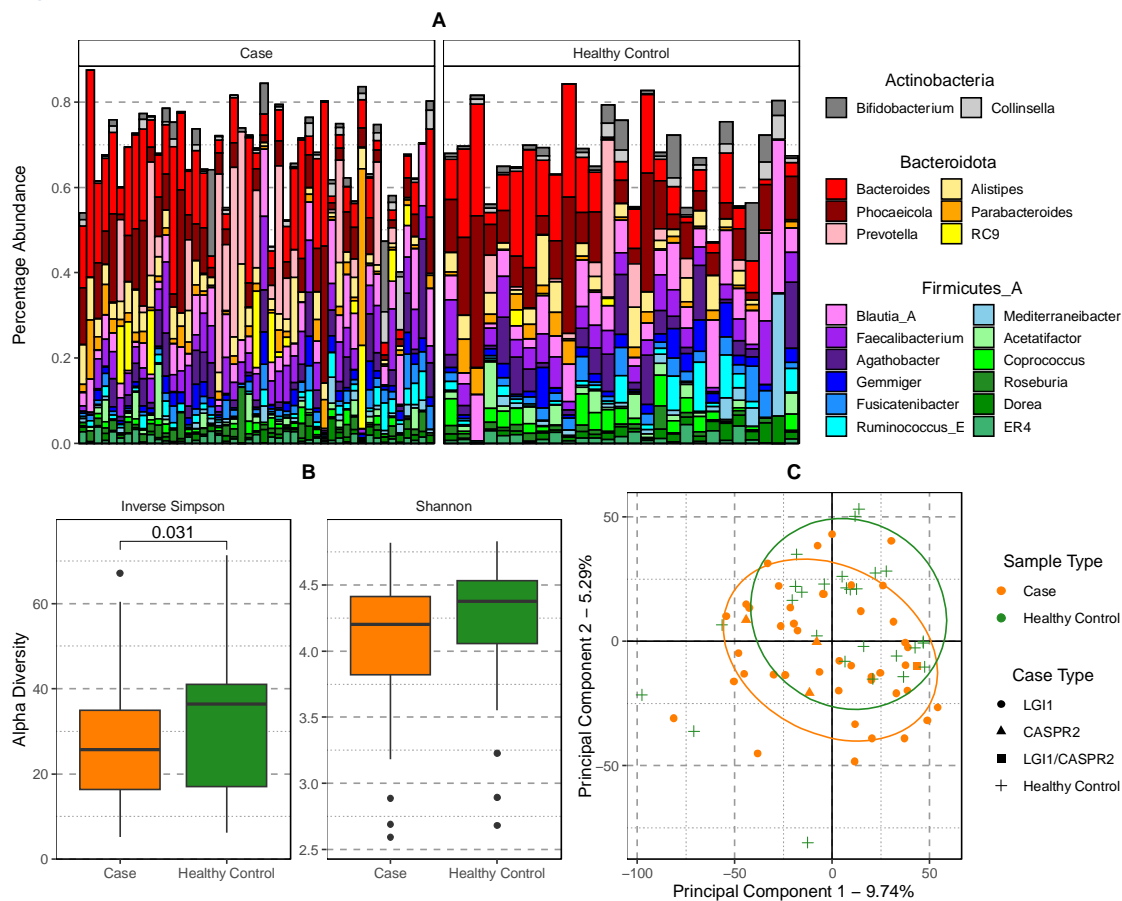 A
Case
Healthy Control
Percentage Abundance
0.8
0.6
0.4
0.2
0.0
Actinobacteria
Bifidobacterium
Collinsella
Bacteroidota
Bacteroides
Alistipes
Phocaeicola
Parabacteroides
Prevotella
RC9
Firmicutes_A
Blautia_A
Mediterraneibacter
Faecalibacterium
Acetatifactor
Agathobacter
Coprococcus
Gemmiger
Roseburia
Fusicatenibacter
Dorea
Ruminococcus_E
ER4
B
Inverse Simpson
Shannon
0.031
Alpha Diversity
60
40
20
0
4.5
4.0
3.5
3.0
2.5
Case
Healthy Control
Case
Healthy Control
C
Principal Component 2 − 5.29%
50
0
−50
−100
−50
0
50
Principal Component 1 − 9.74%
Sample Type
Case
Healthy Control
Case Type
LGI1
CASPR2
LGI1/CASPR2
Healthy Control